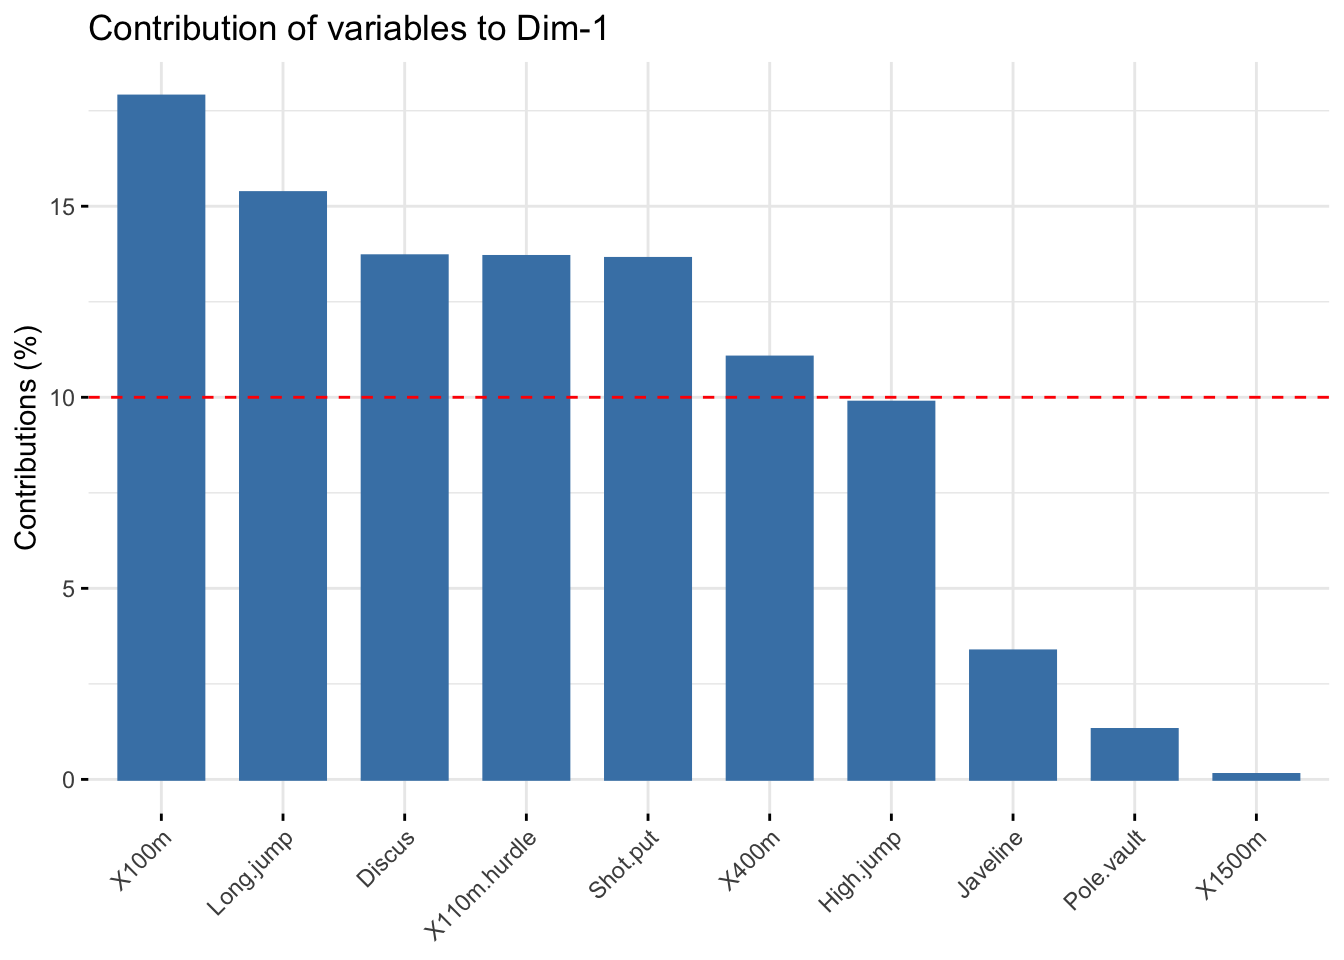 Contribution of variables to Dim-1
Contributions (%)
15
10
5
0
X100m
Long.jump
Discus
X110m.hurdle
Shot.put
X400m
High.jump
Javeline
Pole.vault
X1500m